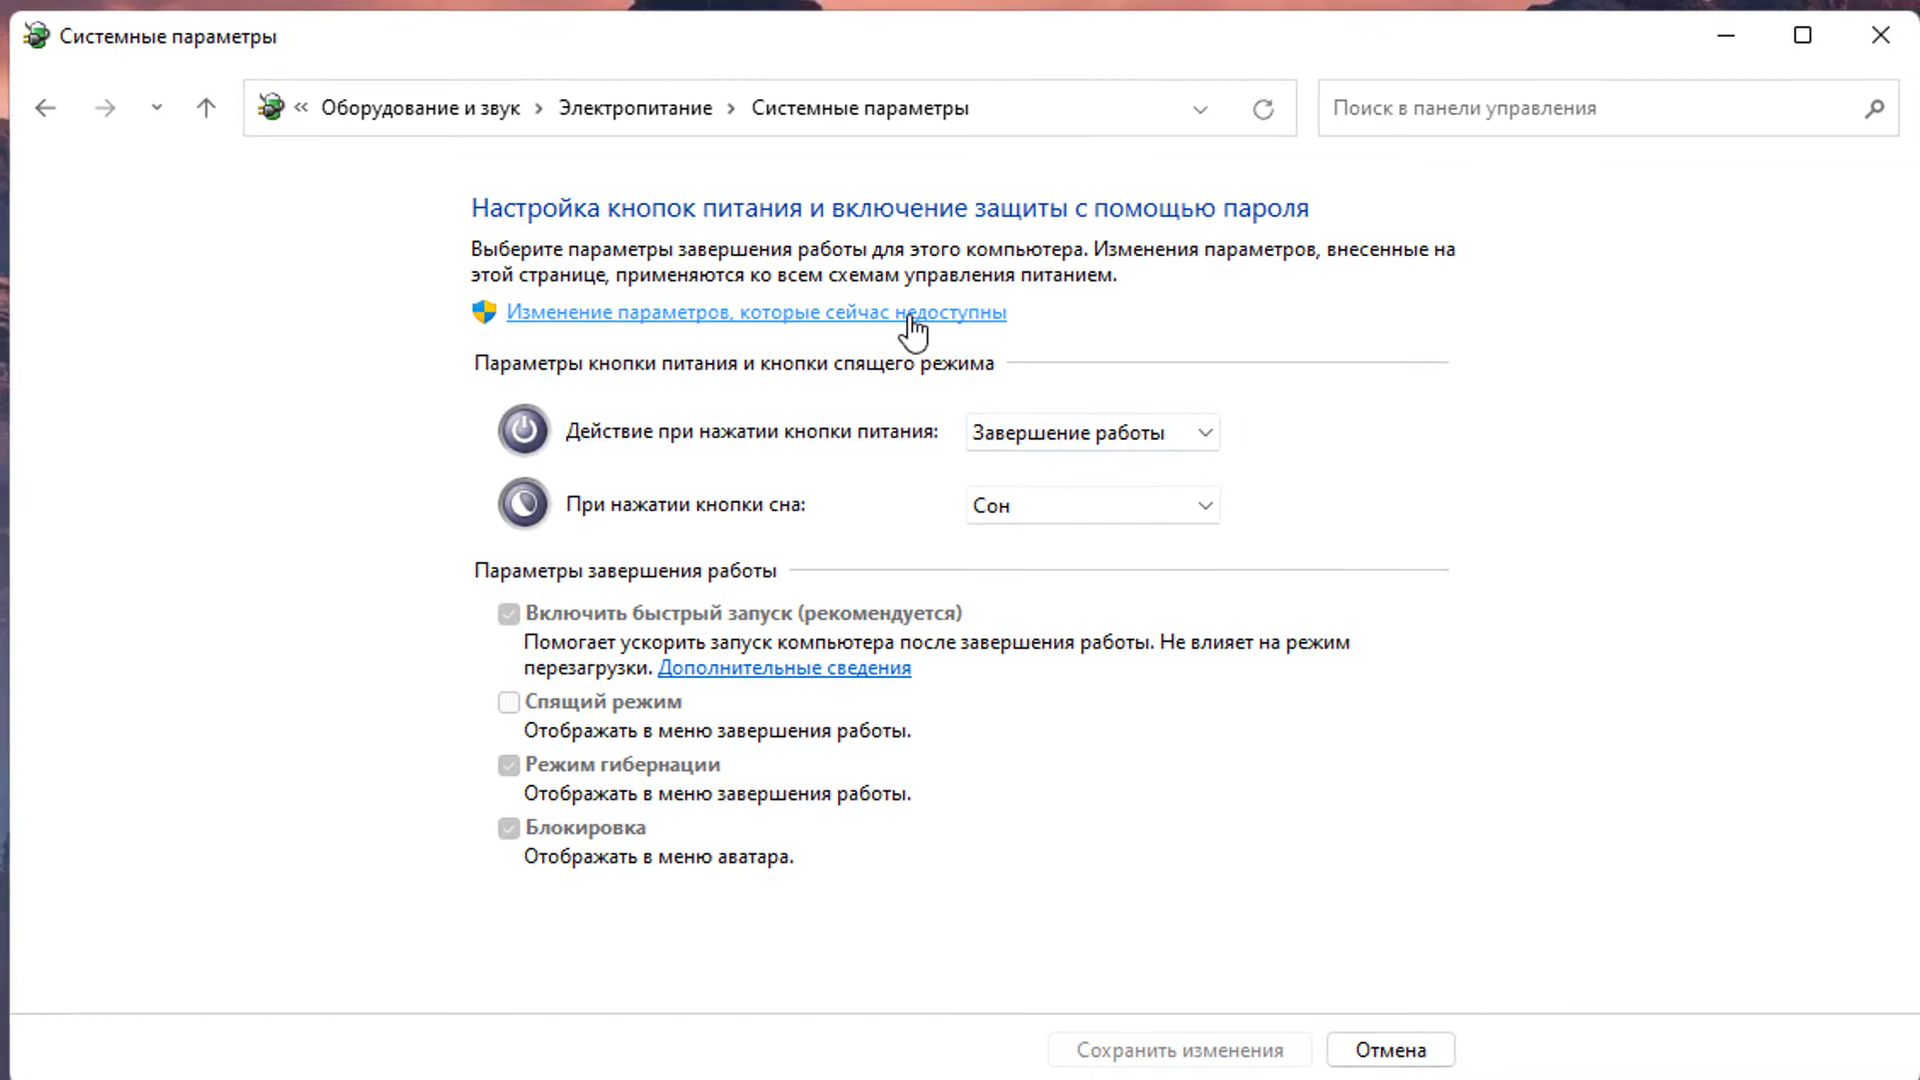 Системные параметры
« Оборудование и звук › Электропитание › Системные параметры
Поиск в панели управления
Настройка кнопок питания и включение защиты с помощью пароля
Выберите параметры завершения работы для этого компьютера. Изменения параметров, внесенные на
этой странице, применяются ко всем схемам управления питанием.
Изменение параметров, которые сейчас недоступны
Параметры кнопки питания и кнопки спящего режима
Действие при нажатии кнопки питания: Завершение работы
При нажатии кнопки сна: Сон
Параметры завершения работы
Включить быстрый запуск (рекомендуется)
Помогает ускорить запуск компьютера после завершения работы. Не влияет на режим
перезагрузки. Дополнительные сведения
Спящий режим
Отображать в меню завершения работы.
Режим гибернации
Отображать в меню завершения работы.
Блокировка
Отображать в меню аватара.
Сохранить изменения
Отмена